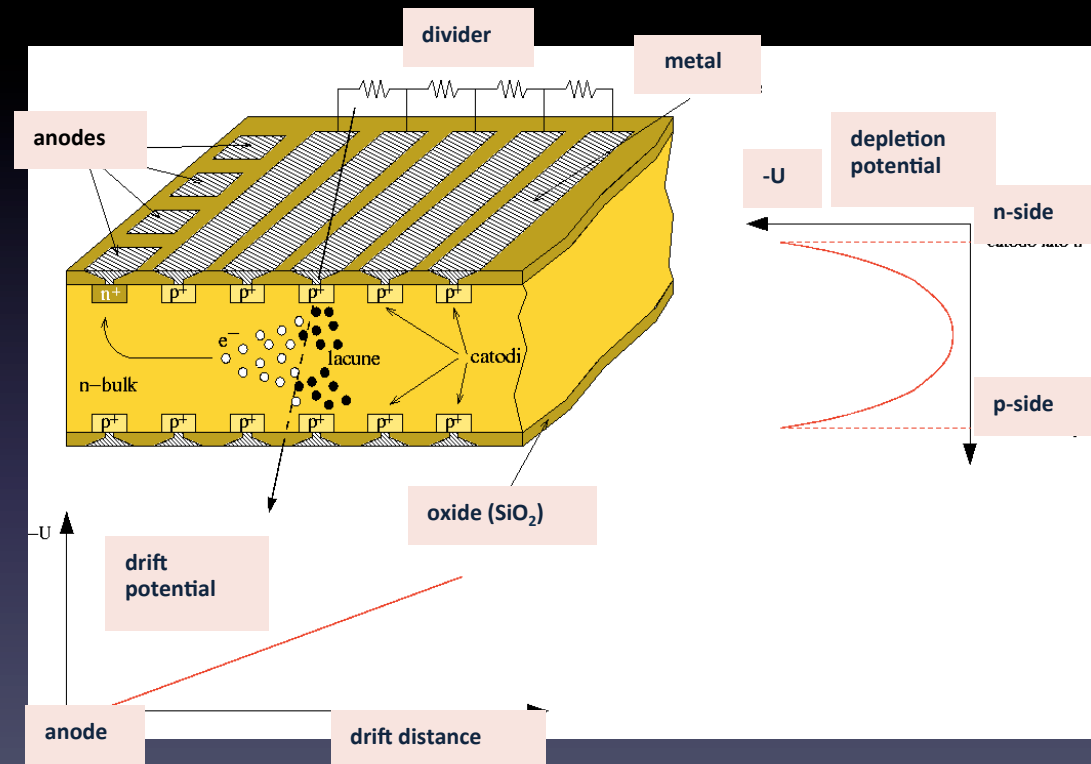 divider
metal
anodes
depletion
potential
-U
n-side
n+
p+
p+
p+
p+
p+
e−
lacune
catodi
n−bulk
p+
p+
p+
p+
p+
p+
p-side
oxide (SiO2)
−U
drift
potential
anode
drift distance